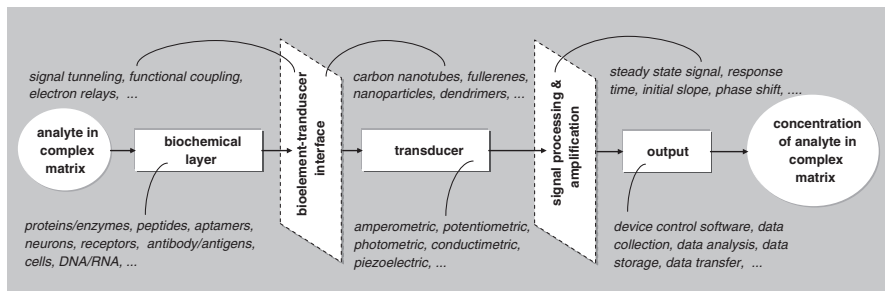 signal tunneling, functional coupling,
electron relays, ...
carbon nanotubes, fullerenes,
nanoparticles, dendrimers, ...
steady state signal, response
time, initial slope, phase shift, ....
analyte in
complex
matrix
biochemical
layer
bioelement-tranduscer
interface
transducer
signal processing &
amplification
output
concentration
of analyte in
complex
matrix
proteins/enzymes, peptides, aptamers,
neurons, receptors, antibody/antigens,
cells, DNA/RNA, ...
amperometric, potentiometric,
photometric, conductimetric,
piezoelectric, ...
device control software, data
collection, data analysis, data
storage, data transfer, ...